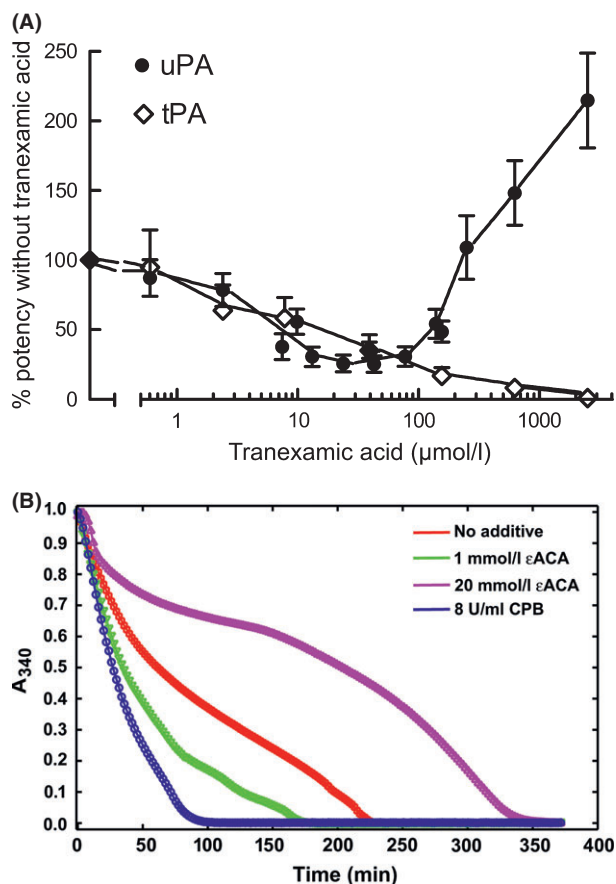 (A)
uPA
tPA
% potency without tranexamic acid
250
200
150
100
50
0
1
10
100
1000
Tranexamic acid (µmol/l)
(B)
No additive
1 mmol/l εACA
20 mmol/l εACA
8 U/ml CPB
A340
1.0
0.9
0.8
0.7
0.6
0.5
0.4
0.3
0.2
0.1
0.0
0
50
100
150
200
250
300
350
400
Time (min)